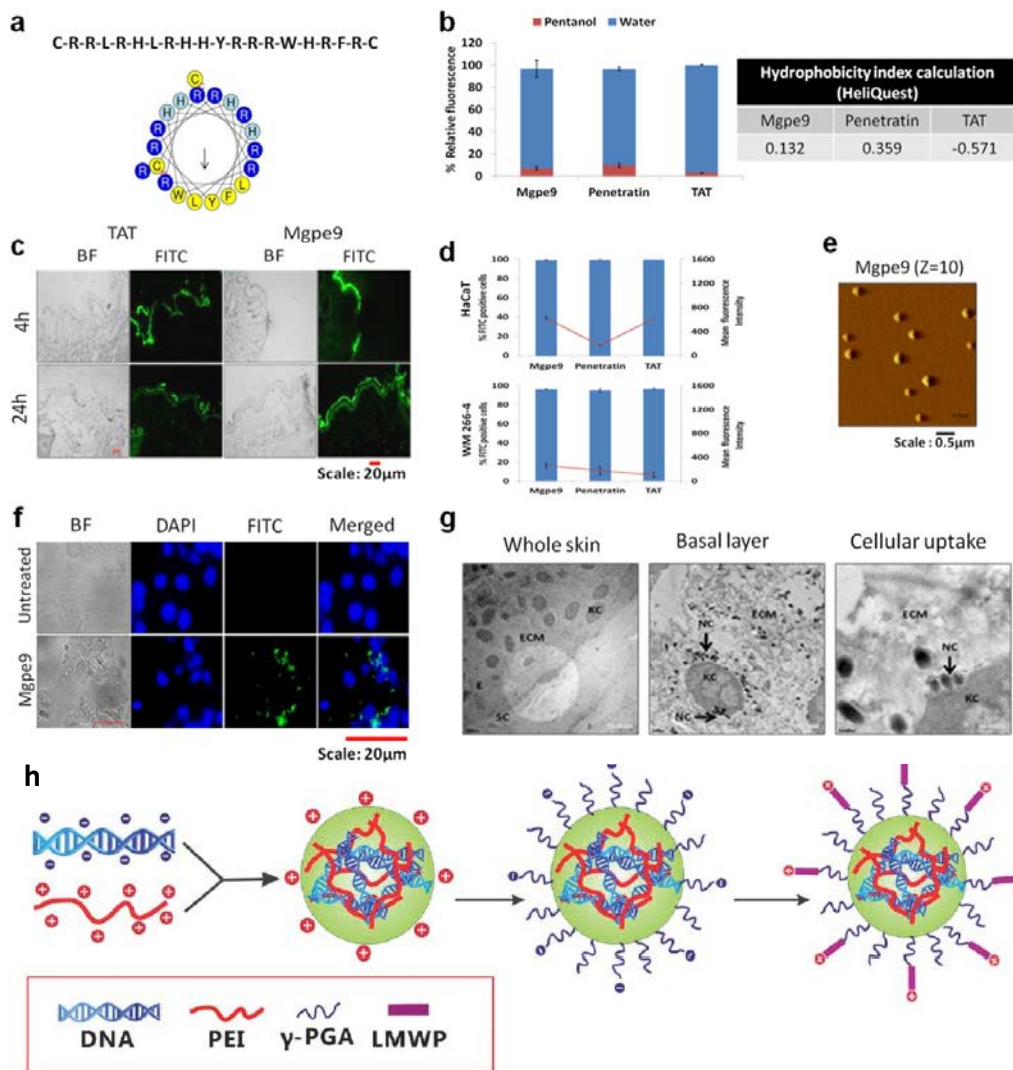 a
C-R-R-L-R-H-L-R-H-H-Y-R-R-R-W-H-R-F-R-C
C
H H R R H
R H
R R
R C R
R W L Y F L
b
Pentanol Water
% Relative fluorescence
120
100
80
60
40
20
0
Mgpe9 Penetratin TAT
Hydrophobicity index calculation
(HeliQuest)
Mgpe9 Penetratin TAT
0.132 0.359 -0.571
c
TAT Mgpe9
BF FITC BF FITC
4h
24h
Scale: 20µm
d
HaCaT
% FITC positive cells
100
80
60
40
20
0
Mean fluorescence
Intensity
1600
1200
800
400
0
Mgpe9 Penetratin TAT
WM 266-4
% FITC positive cells
100
80
60
40
20
0
Mean fluorescence
Intensity
1600
1200
800
400
0
Mgpe9 Penetratin TAT
e
Mgpe9 (Z=10)
Scale : 0.5µm
f
BF DAPI FITC Merged
Untreated
Mgpe9
Scale: 20µm
g
Whole skin Basal layer Cellular uptake
KC
ECM
E
SC
ECM
NC
KC
NC
ECM
NC
KC
h
DNA PEI γ-PGA LMWP